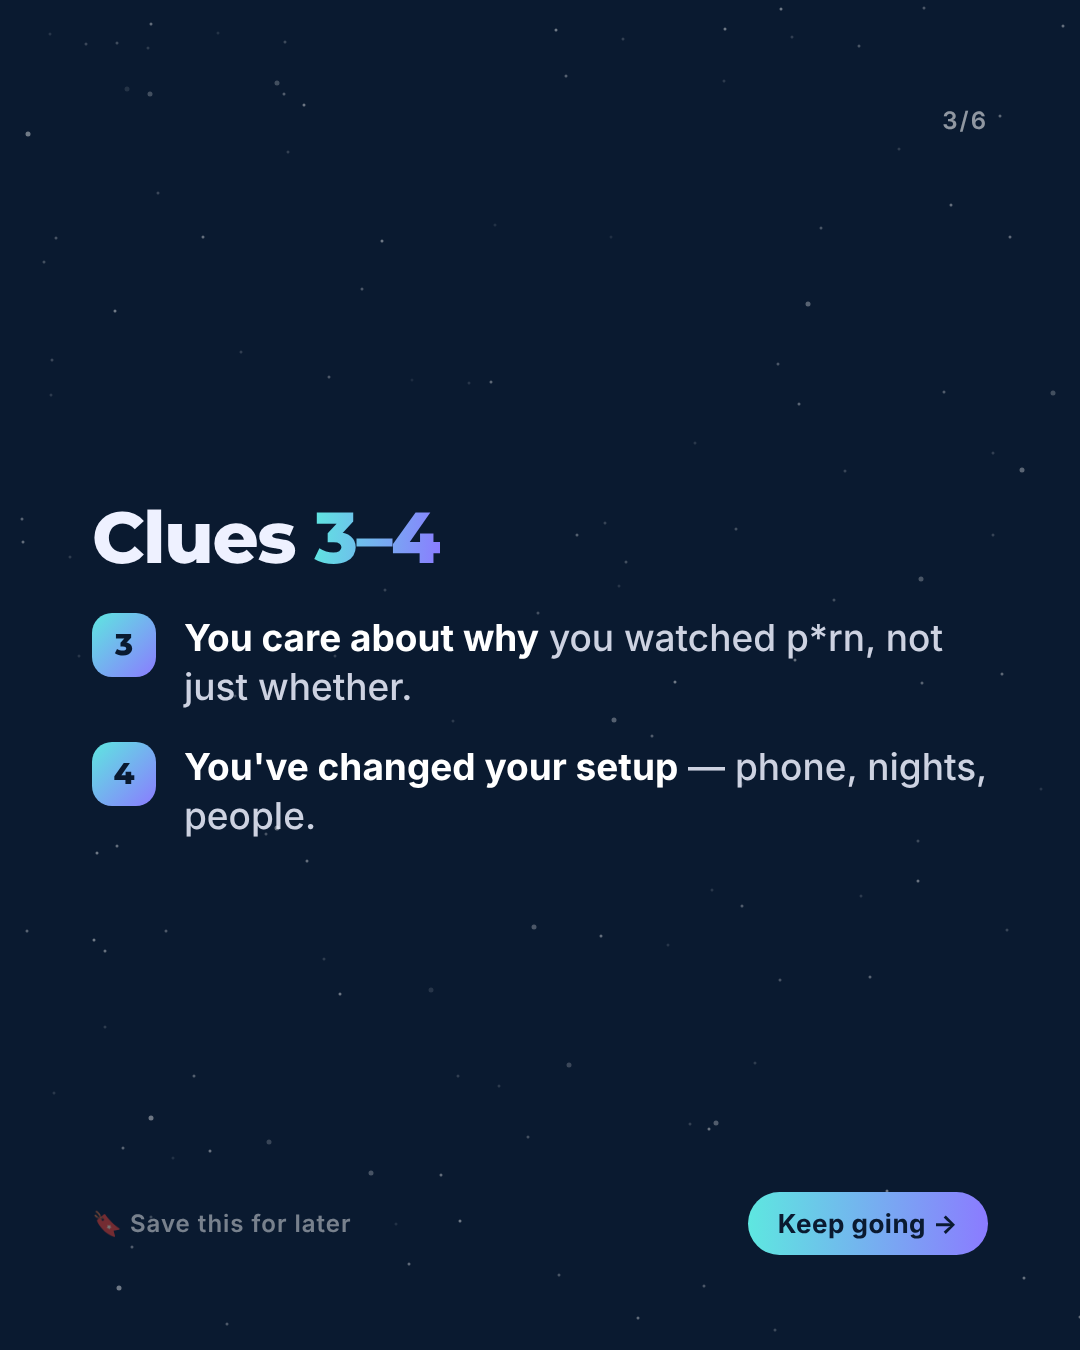 3/6
Clues 3–4
3
You care about why you watched p*rn, not
just whether.
4
You've changed your setup — phone, nights,
people.
🔖 Save this for later
Keep going →